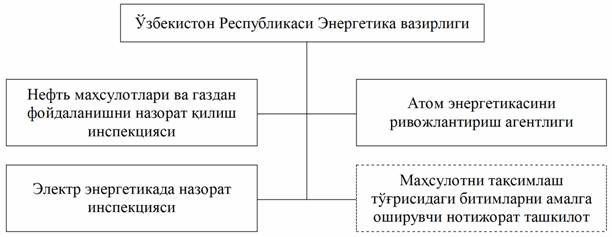 Ўзбекистон Республикаси Энергетика вазирлиги
Нефть маҳсулотлари ва газдан
фойдаланишни назорат қилиш
инспекцияси
Атом энергетикасини
ривожлантириш агентлиги
Электр энергетикада назорат
инспекцияси
Маҳсулотни тақсимлаш
тўғрисидаги битимларни амалга
оширувчи нотижорат ташкилот